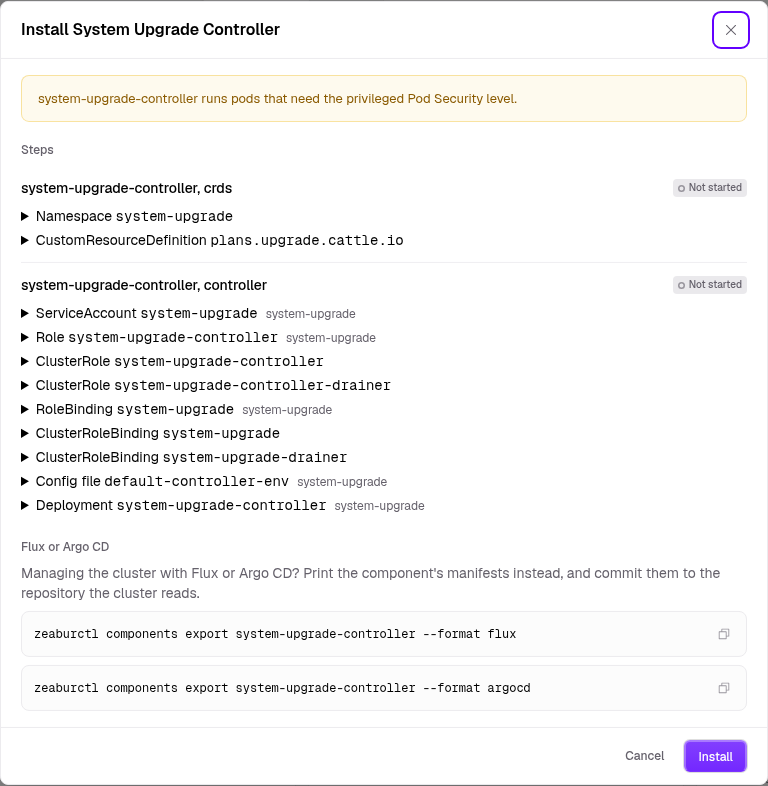 Install System Upgrade Controller
system-upgrade-controller runs pods that need the privileged Pod Security level.
Steps
system-upgrade-controller, crds
Not started
Namespace system-upgrade
CustomResourceDefinition plans.upgrade.cattle.io
system-upgrade-controller, controller
Not started
ServiceAccount system-upgrade system-upgrade
Role system-upgrade-controller system-upgrade
ClusterRole system-upgrade-controller
ClusterRole system-upgrade-controller-drainer
RoleBinding system-upgrade system-upgrade
ClusterRoleBinding system-upgrade
ClusterRoleBinding system-upgrade-drainer
Config file default-controller-env system-upgrade
Deployment system-upgrade-controller system-upgrade
Flux or Argo CD
Managing the cluster with Flux or Argo CD? Print the component's manifests instead, and commit them to the
repository the cluster reads.
zeaburctl components export system-upgrade-controller --format flux
zeaburctl components export system-upgrade-controller --format argocd
Cancel
Install